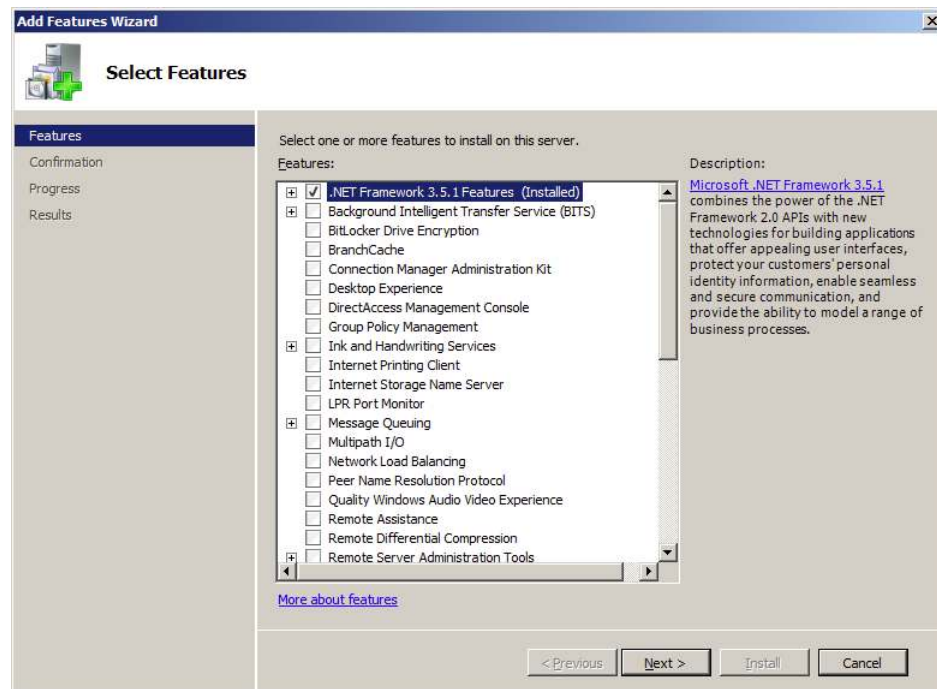 Add Features Wizard
Select Features
Features
Confirmation
Progress
Results
Select one or more features to install on this server.
Features:
.NET Framework 3.5.1 Features (Installed)
Background Intelligent Transfer Service (BITS)
BitLocker Drive Encryption
BranchCache
Connection Manager Administration Kit
Desktop Experience
DirectAccess Management Console
Group Policy Management
Ink and Handwriting Services
Internet Printing Client
Internet Storage Name Server
LPR Port Monitor
Message Queuing
Multipath I/O
Network Load Balancing
Peer Name Resolution Protocol
Quality Windows Audio Video Experience
Remote Assistance
Remote Differential Compression
Remote Server Administration Tools
More about features
Description:
Microsoft .NET Framework 3.5.1
combines the power of the .NET
Framework 2.0 APIs with new
technologies for building applications
that offer appealing user interfaces,
protect your customers' personal
identity information, enable seamless
and secure communication, and
provide the ability to model a range of
business processes.
< Previous
Next >
Install
Cancel